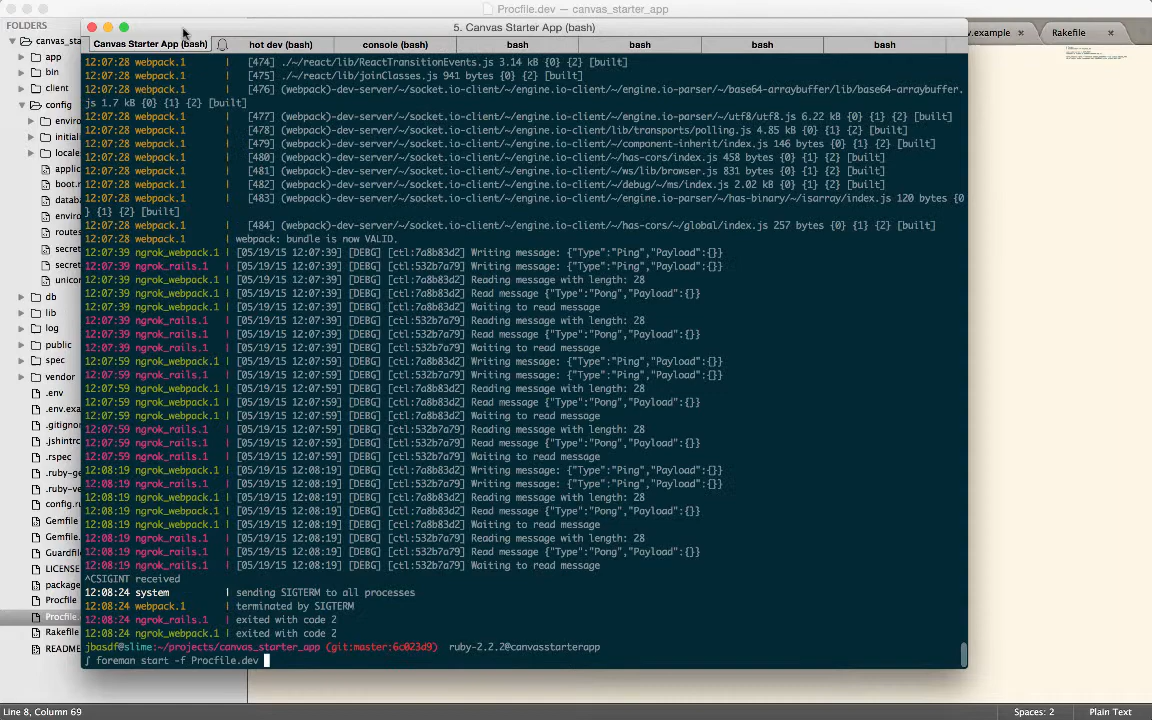 Procfile.dev — canvas_starter_app
FOLDERS
canvas_sta
app
bin
client
config
enviro
initial
locale
applic
boot.r
databa
enviro
routes
secret
secret
unicor
db
lib
log
public
spec
vendor
.env
.env.exa
.gitignor
.jshintrc
.rspec
.ruby-ge
.ruby-ve
config.ru
Gemfile
Gemfile.
Guardfil
LICENSE
package
Procfile
Procfile.
Rakefile
README
v.example ×
Rakefile ×
5. Canvas Starter App (bash)
Canvas Starter App (bash)
hot dev (bash)
console (bash)
bash
bash
bash
bash
12:07:28 webpack.1 | [474] ./~/react/lib/ReactTransitionEvents.js 3.14 kB {0} [built]
12:07:28 webpack.1 | [475] ./~/react/lib/joinClasses.js 941 bytes {0} [built]
12:07:28 webpack.1 | [476] (webpack)-dev-server/~/socket.io-client/~/engine.io-client/~/engine.io-parser/~/base64-arraybuffer/lib/base64-arraybuffer.
js 1.7 kB {0} {1} {2} [built]
12:07:28 webpack.1 | [477] (webpack)-dev-server/~/socket.io-client/~/engine.io-client/~/engine.io-parser/~/utf8/utf8.js 6.22 kB {0} {1} {2} [built]
12:07:28 webpack.1 | [478] (webpack)-dev-server/~/socket.io-client/~/engine.io-client/lib/transports/polling.js 4.85 kB {0} {1} {2} [built]
12:07:28 webpack.1 | [479] (webpack)-dev-server/~/socket.io-client/~/engine.io-client/~/component-inherit/index.js 146 bytes {0} {1} {2} [built]
12:07:28 webpack.1 | [480] (webpack)-dev-server/~/socket.io-client/~/engine.io-client/~/has-cors/index.js 458 bytes {0} {1} {2} [built]
12:07:28 webpack.1 | [481] (webpack)-dev-server/~/socket.io-client/~/engine.io-client/~/ws/lib/browser.js 831 bytes {0} {1} {2} [built]
12:07:28 webpack.1 | [482] (webpack)-dev-server/~/socket.io-client/~/engine.io-client/~/debug/~/ms/index.js 2.02 kB {0} {1} {2} [built]
12:07:28 webpack.1 | [483] (webpack)-dev-server/~/socket.io-client/~/engine.io-client/~/engine.io-parser/~/has-binary/~/isarray/index.js 120 bytes {0
} {1} {2} [built]
12:07:28 webpack.1 | [484] (webpack)-dev-server/~/socket.io-client/~/engine.io-client/~/has-cors/~/global/index.js 257 bytes {0} {1} {2} [built]
12:07:28 webpack.1 | webpack: bundle is now VALID.
12:07:39 ngrok_webpack.1 | [05/19/15 12:07:39] [DEBG] [ctl:7a8b83d2] Writing message: {"Type":"Ping","Payload":{}}
12:07:39 ngrok_rails.1 | [05/19/15 12:07:39] [DEBG] [ctl:532b7a79] Writing message: {"Type":"Ping","Payload":{}}
12:07:39 ngrok_webpack.1 | [05/19/15 12:07:39] [DEBG] [ctl:7a8b83d2] Reading message with length: 28
12:07:39 ngrok_webpack.1 | [05/19/15 12:07:39] [DEBG] [ctl:7a8b83d2] Read message {"Type":"Pong","Payload":{}}
12:07:39 ngrok_webpack.1 | [05/19/15 12:07:39] [DEBG] [ctl:7a8b83d2] Waiting to read message
12:07:39 ngrok_rails.1 | [05/19/15 12:07:39] [DEBG] [ctl:532b7a79] Reading message with length: 28
12:07:39 ngrok_rails.1 | [05/19/15 12:07:39] [DEBG] [ctl:532b7a79] Read message {"Type":"Pong","Payload":{}}
12:07:39 ngrok_rails.1 | [05/19/15 12:07:39] [DEBG] [ctl:532b7a79] Waiting to read message
12:07:59 ngrok_webpack.1 | [05/19/15 12:07:59] [DEBG] [ctl:7a8b83d2] Writing message: {"Type":"Ping","Payload":{}}
12:07:59 ngrok_rails.1 | [05/19/15 12:07:59] [DEBG] [ctl:532b7a79] Writing message: {"Type":"Ping","Payload":{}}
12:07:59 ngrok_webpack.1 | [05/19/15 12:07:59] [DEBG] [ctl:7a8b83d2] Reading message with length: 28
12:07:59 ngrok_webpack.1 | [05/19/15 12:07:59] [DEBG] [ctl:7a8b83d2] Read message {"Type":"Pong","Payload":{}}
12:07:59 ngrok_webpack.1 | [05/19/15 12:07:59] [DEBG] [ctl:7a8b83d2] Waiting to read message
12:07:59 ngrok_rails.1 | [05/19/15 12:07:59] [DEBG] [ctl:532b7a79] Reading message with length: 28
12:07:59 ngrok_rails.1 | [05/19/15 12:07:59] [DEBG] [ctl:532b7a79] Read message {"Type":"Pong","Payload":{}}
12:07:59 ngrok_rails.1 | [05/19/15 12:07:59] [DEBG] [ctl:532b7a79] Waiting to read message
12:08:19 ngrok_webpack.1 | [05/19/15 12:08:19] [DEBG] [ctl:7a8b83d2] Writing message: {"Type":"Ping","Payload":{}}
12:08:19 ngrok_rails.1 | [05/19/15 12:08:19] [DEBG] [ctl:532b7a79] Writing message: {"Type":"Ping","Payload":{}}
12:08:19 ngrok_webpack.1 | [05/19/15 12:08:19] [DEBG] [ctl:7a8b83d2] Reading message with length: 28
12:08:19 ngrok_webpack.1 | [05/19/15 12:08:19] [DEBG] [ctl:7a8b83d2] Read message {"Type":"Pong","Payload":{}}
12:08:19 ngrok_webpack.1 | [05/19/15 12:08:19] [DEBG] [ctl:7a8b83d2] Waiting to read message
12:08:19 ngrok_rails.1 | [05/19/15 12:08:19] [DEBG] [ctl:532b7a79] Reading message with length: 28
12:08:19 ngrok_rails.1 | [05/19/15 12:08:19] [DEBG] [ctl:532b7a79] Read message {"Type":"Pong","Payload":{}}
12:08:19 ngrok_rails.1 | [05/19/15 12:08:19] [DEBG] [ctl:532b7a79] Waiting to read message
^CSIGINT received
12:08:24 system | sending SIGTERM to all processes
12:08:24 webpack.1 | terminated by SIGTERM
12:08:24 ngrok_rails.1 | exited with code 2
12:08:24 ngrok_webpack.1 | exited with code 2
jbasdf@slime:~/projects/canvas_starter_app (git:master:6c023d9) ruby-2.2.2@canvasstarterapp
∫ foreman start -f Procfile.dev
Line 8, Column 69
Spaces: 2
Plain Text